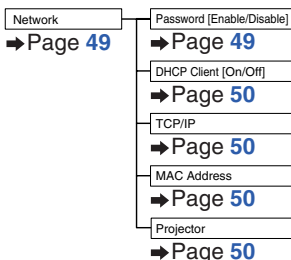 Network
➡Page 49
Password [Enable/Disable]
➡Page 49
DHCP Client [On/Off]
➡Page 50
TCP/IP
➡Page 50
MAC Address
➡Page 50
Projector
➡Page 50